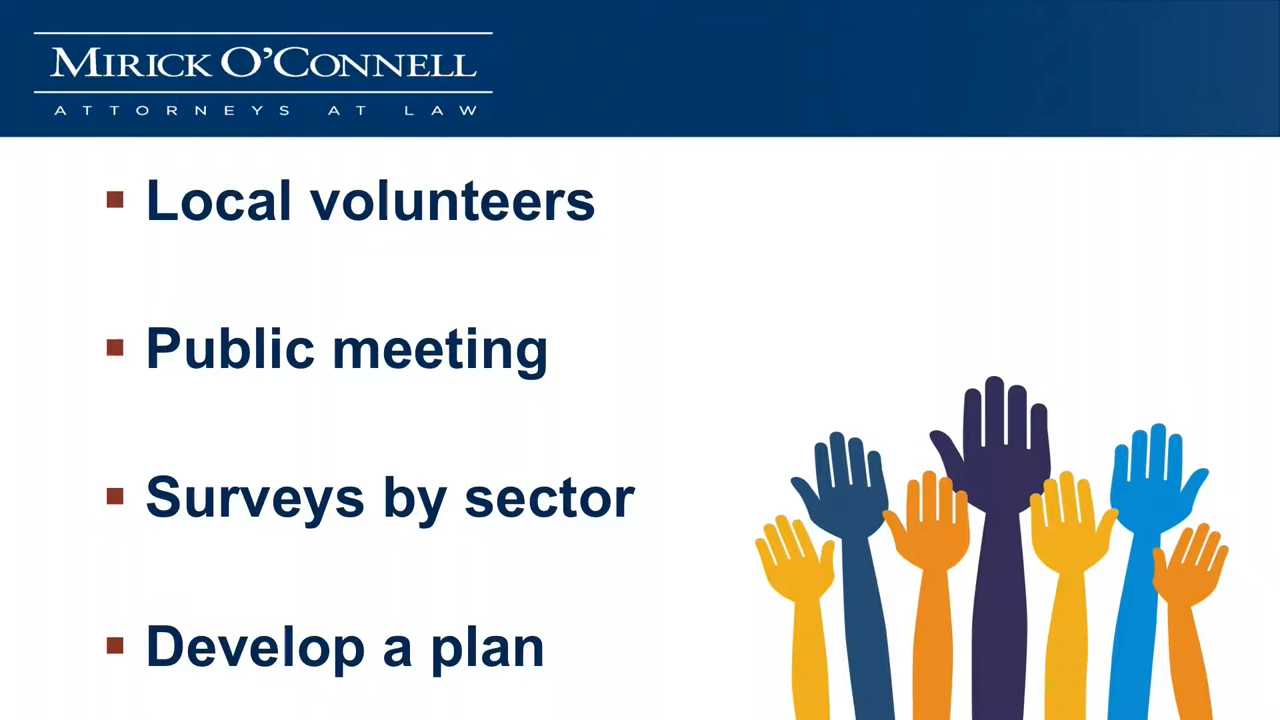 MIRICK O'CONNELL
ATTORNEYS AT LAW
Local volunteers
Public meeting
Surveys by sector
Develop a plan